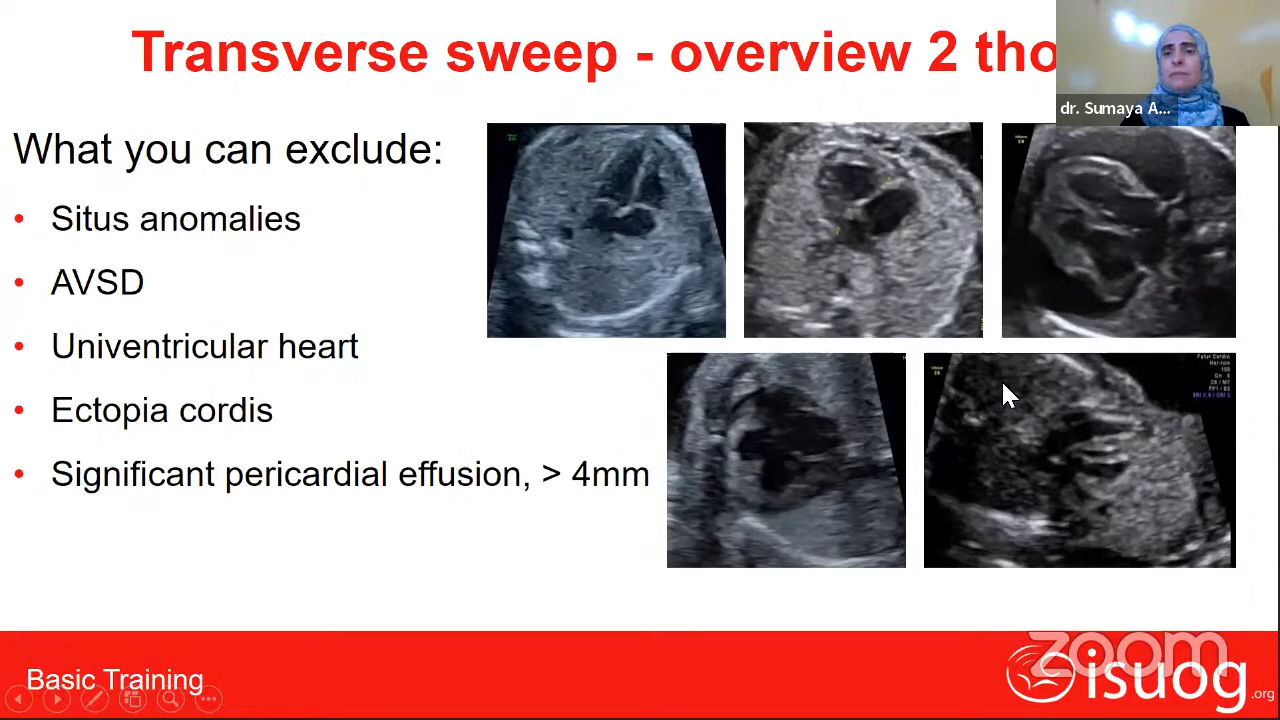 Transverse sweep - overview 2 tho
dr. Sumaya A...
What you can exclude:
• Situs anomalies
• AVSD
• Univentricular heart
• Ectopia cordis
• Significant pericardial effusion, > 4mm
Basic Training
zoom
isuog.org